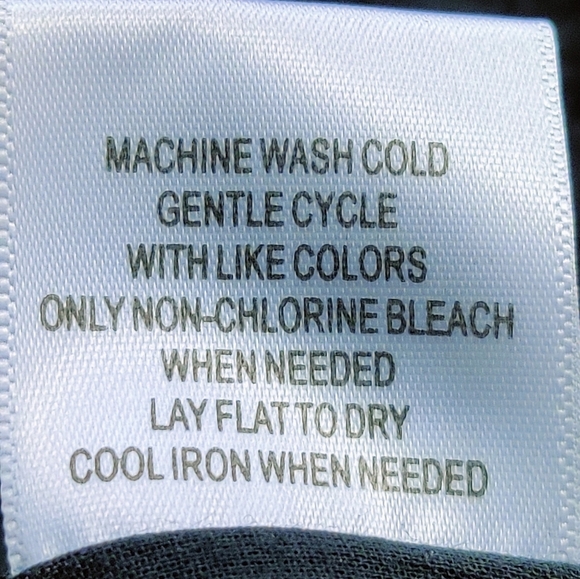 MACHINE WASH COLD
GENTLE CYCLE
WITH LIKE COLORS
ONLY NON-CHLORINE BLEACH
WHEN NEEDED
LAY FLAT TO DRY
COOL IRON WHEN NEEDED